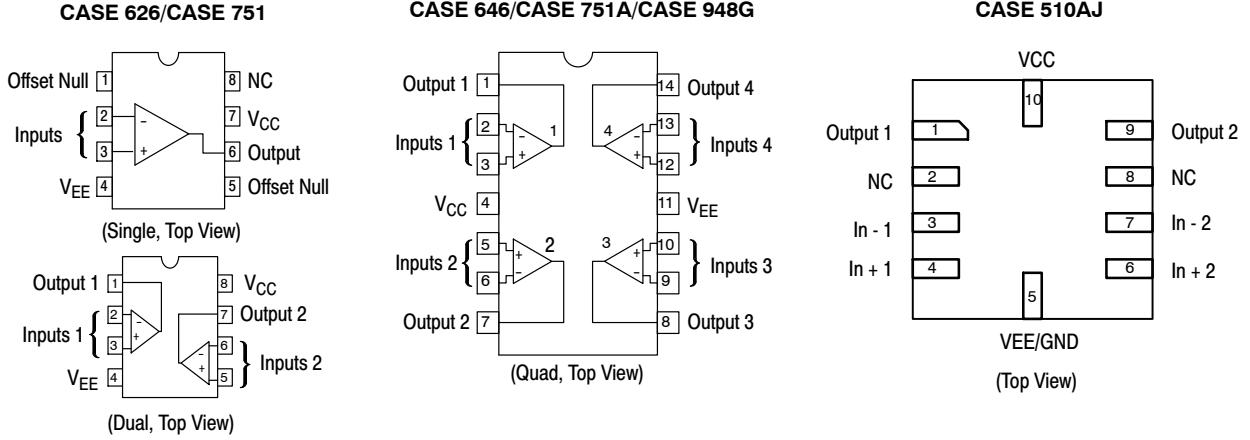 CASE 626/CASE 751
Offset Null 1
8 NC
Inputs
2
-
7 VCC
3
+
6 Output
VEE 4
5 Offset Null
(Single, Top View)
Output 1 1
8 VCC
Inputs 1
2
-
7 Output 2
3
+
6
-
Inputs 2
VEE 4
5
+
(Dual, Top View)
CASE 646/CASE 751A/CASE 948G
Output 1 1
14 Output 4
Inputs 1
2
-
1
4
-
13
Inputs 4
3
+
+
12
VCC 4
11 VEE
Inputs 2
5
+
2
3
+
10
Inputs 3
6
-
-
9
Output 2 7
8 Output 3
(Quad, Top View)
CASE 510AJ
VCC
10
Output 1 1
9 Output 2
NC 2
8 NC
In - 1 3
7 In - 2
In + 1 4
6 In + 2
5
VEE/GND
(Top View)